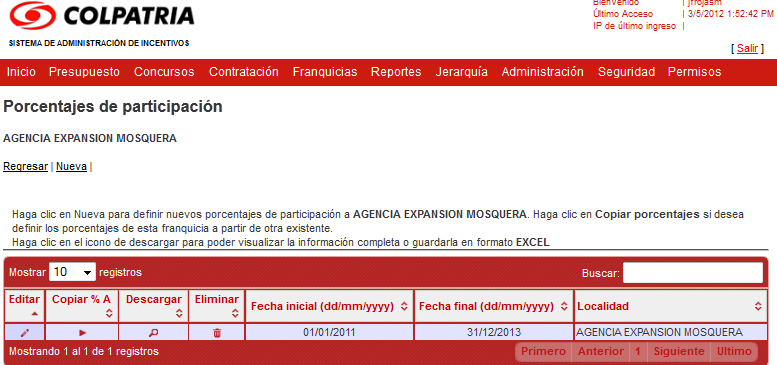 COLPATRIA
SISTEMA DE ADMINISTRACIÓN DE INCENTIVOS
Bienvenido | jfrojasm
Último Acceso | 3/5/2012 1:52:42 PM
IP de último ingreso |
[ Salir ]
Inicio Presupuesto Concursos Contratación Franquicias Reportes Jerarquía Administración Seguridad Permisos
Porcentajes de participación
AGENCIA EXPANSION MOSQUERA
Regresar | Nueva |
Haga clic en Nueva para definir nuevos porcentajes de participación a AGENCIA EXPANSION MOSQUERA. Haga clic en Copiar porcentajes si desea
definir los porcentajes de esta franquicia a partir de otra existente.
Haga clic en el icono de descargar para poder visualizar la información completa o guardarla en formato EXCEL
Mostrar 10 registros Buscar:
Editar Copiar % A Descargar Eliminar Fecha inicial (dd/mm/yyyy) Fecha final (dd/mm/yyyy) Localidad
01/01/2011 31/12/2013 AGENCIA EXPANSION MOSQUERA
Mostrando 1 al 1 de 1 registros Primero Anterior 1 Siguiente Ultimo